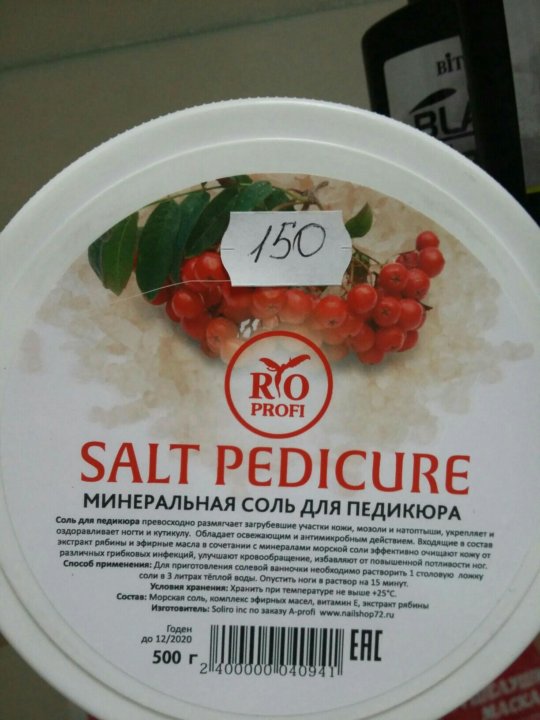 BIT
BLA
150
RIO
PROFI
SALT PEDICURE
МИНЕРАЛЬНАЯ СОЛЬ ДЛЯ ПЕДИКЮРА
Соль для педикюра превосходно размягчает загрубевшие участки кожи, мозоли и натоптыши, укрепляет и
оздоравливает ногти и кутикулу. Обладает освежающим и антимикробным действием. Входящие в состав
экстракт рябины и эфирные масла в сочетании с минералами морской соли эффективно очищают кожу от
различных грибковых инфекций, улучшают кровообращение, избавляют от повышенной потливости ног.
Способ применения: Для приготовления солевой ванночки необходимо растворить 1 столовую ложку
соли в 3 литрах тёплой воды. Опустить ноги в раствор на 15 минут.
Условия хранения: Хранить при температуре не выше +25°С.
Состав: Морская соль, комплекс эфирных масел, витамин Е, экстракт рябины
Изготовитель: Soliro inc по заказу A-profi www.nailshop72.ru
Годен
до 12/2020
500 г
EAC
2 400000 040941
МАСКА